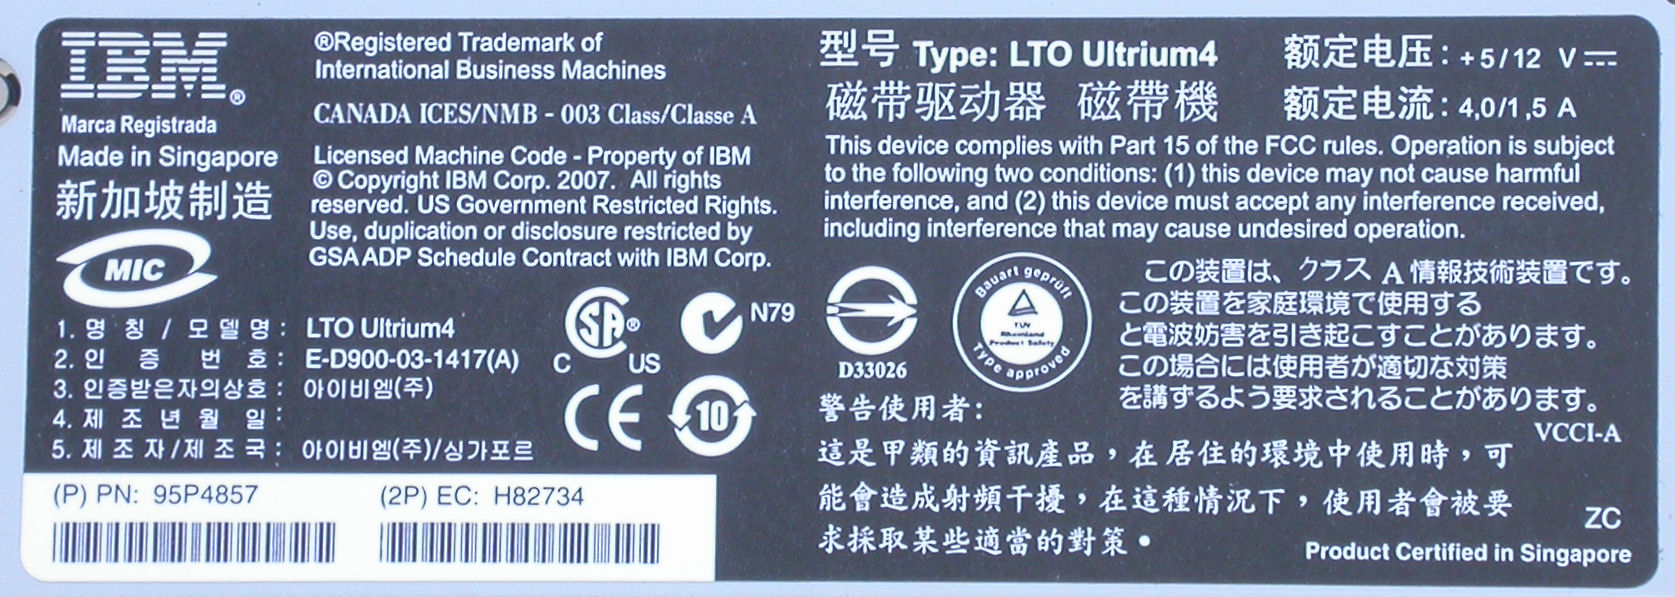 IBM®
Marca Registrada
Made in Singapore
新加坡制造
MIC
®Registered Trademark of
International Business Machines
CANADA ICES/NMB - 003 Class/Classe A
Licensed Machine Code - Property of IBM
© Copyright IBM Corp. 2007. All rights
reserved. US Government Restricted Rights.
Use, duplication or disclosure restricted by
GSA ADP Schedule Contract with IBM Corp.
1. 명 칭 / 모 델 명 : LTO Ultrium4
2. 인 증 번 호 : E-D900-03-1417(A)
3. 인증받은자의상호 : 아이비엠(주)
4. 제 조 년 월 일 :
5. 제 조 자/제 조 국 : 아이비엠(주)/싱가포르
C SA® US
N79
CE
10
(P) PN: 95P4857
(2P) EC: H82734
型号 Type: LTO Ultrium4
磁带驱动器 磁帶機
额定电压: +5/12 V
额定电流: 4,0/1,5 A
This device complies with Part 15 of the FCC rules. Operation is subject
to the following two conditions: (1) this device may not cause harmful
interference, and (2) this device must accept any interference received,
including interference that may cause undesired operation.
D33026
Bauart geprüft
TÜV
Rheinland
Product Safety
Type approved
この装置は、クラス A 情報技術装置です。
この装置を家庭環境で使用する
と電波妨害を引き起こすことがあります。
この場合には使用者が適切な対策
を講ずるよう要求されることがあります。
VCCI-A
警告使用者:
這是甲類的資訊產品，在居住的環境中使用時，可
能會造成射頻干擾，在這種情況下，使用者會被要
求採取某些適當的對策。
ZC
Product Certified in Singapore